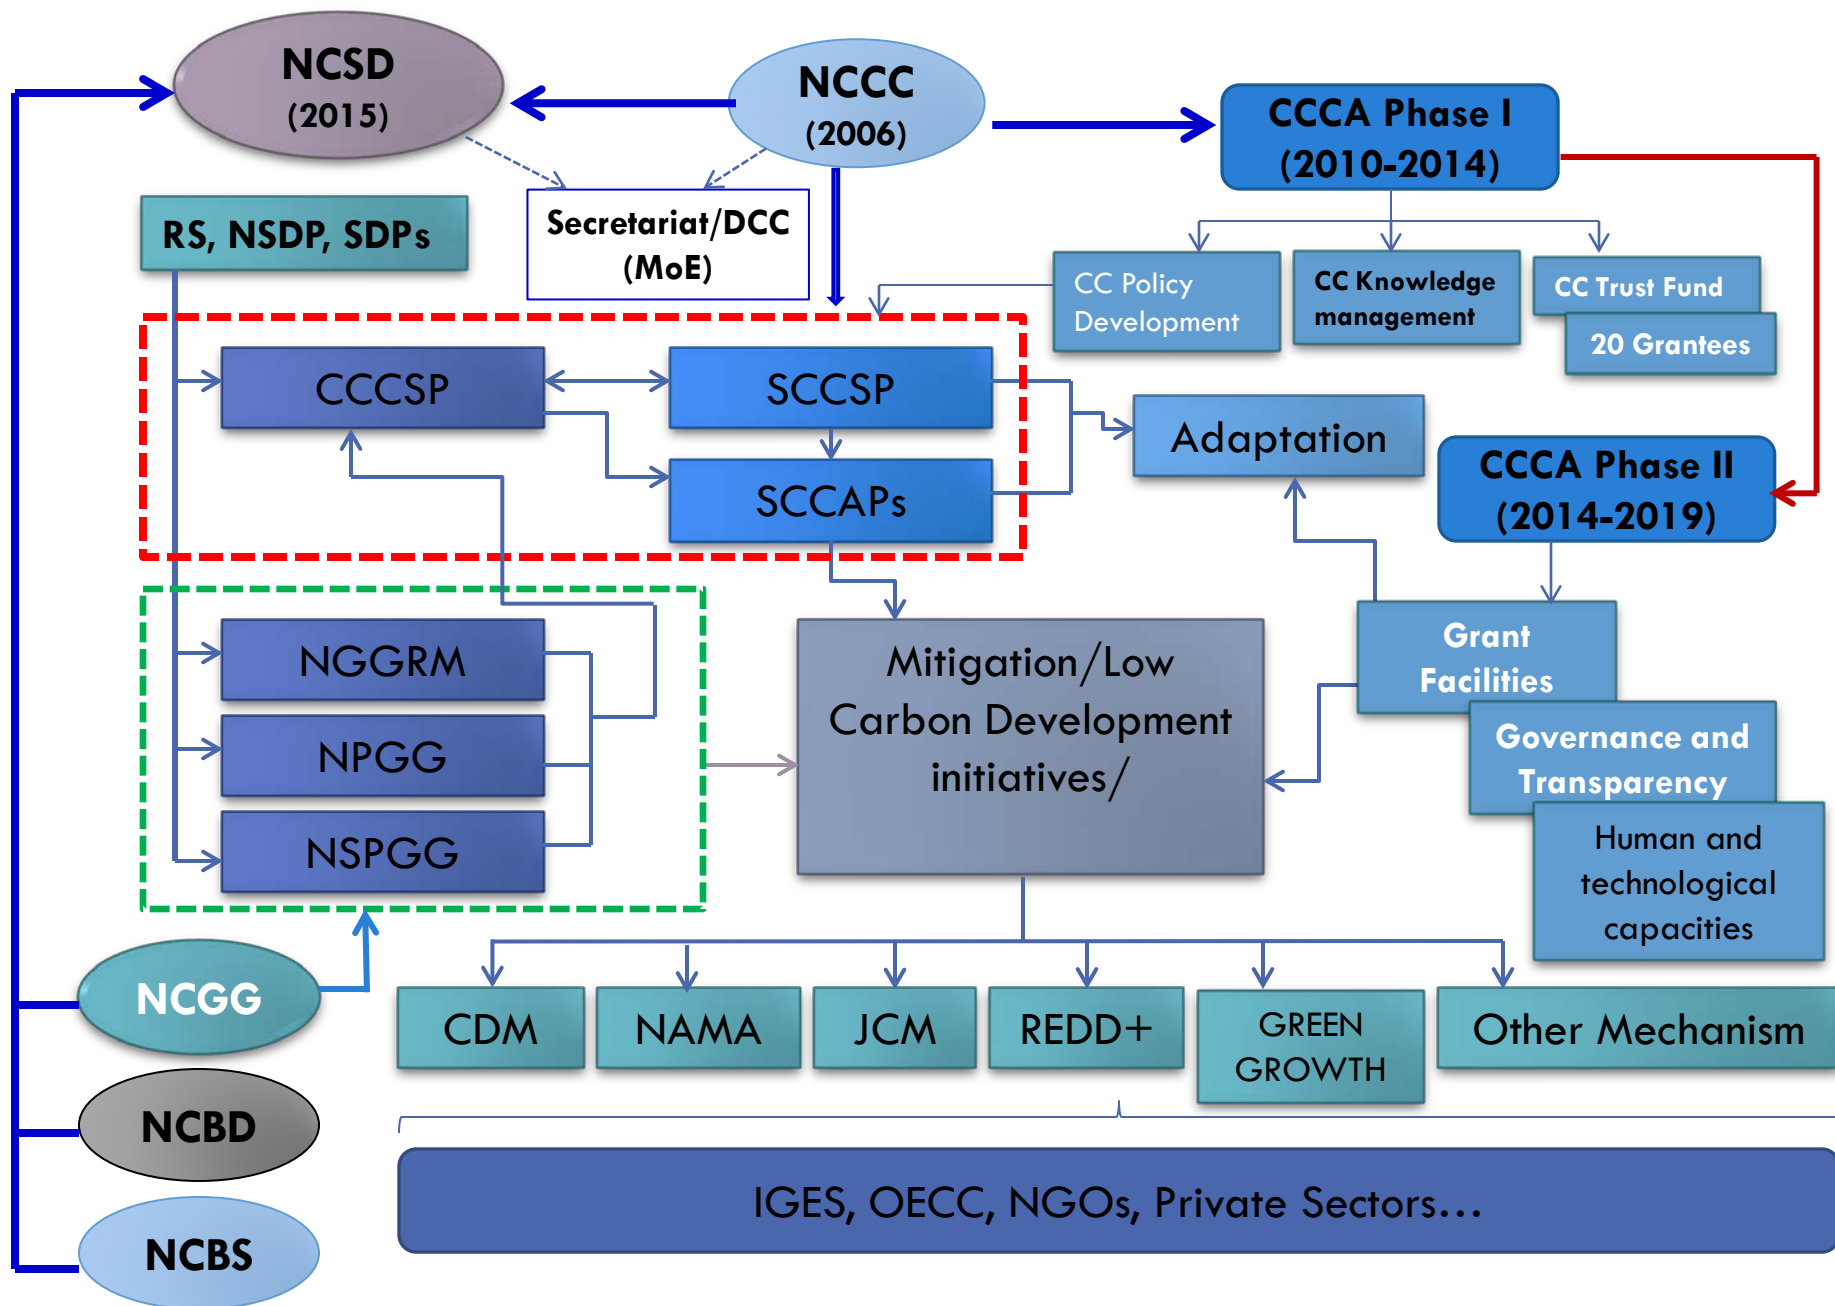 NCSD
(2015)
NCCC
(2006)
CCCA Phase I
(2010-2014)
RS, NSDP, SDPs
Secretariat/DCC
(MoE)
CC Policy
Development
CC Knowledge
management
CC Trust Fund
20 Grantees
CCCSP
SCCSP
SCCAPs
Adaptation
CCCA Phase II
(2014-2019)
NGGRM
NPGG
NSPGG
Mitigation/Low
Carbon Development
initiatives/
Grant
Facilities
Governance and
Transparency
Human and
technological
capacities
NCGG
NCBD
NCBS
CDM
NAMA
JCM
REDD+
GREEN
GROWTH
Other Mechanism
IGES, OECC, NGOs, Private Sectors...